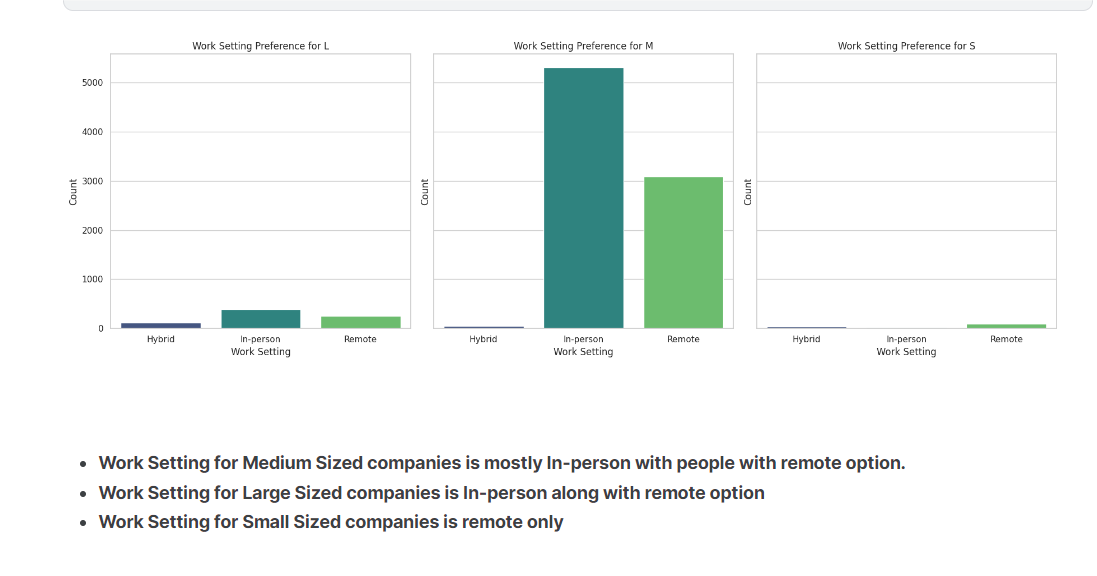 Work Setting Preference for L
Work Setting Preference for M
Work Setting Preference for S
Count
5000
4000
3000
2000
1000
0
Hybrid
In-person
Remote
Work Setting
Count
Hybrid
In-person
Remote
Work Setting
Count
Hybrid
In-person
Remote
Work Setting
• Work Setting for Medium Sized companies is mostly In-person with people with remote option.
• Work Setting for Large Sized companies is In-person along with remote option
• Work Setting for Small Sized companies is remote only